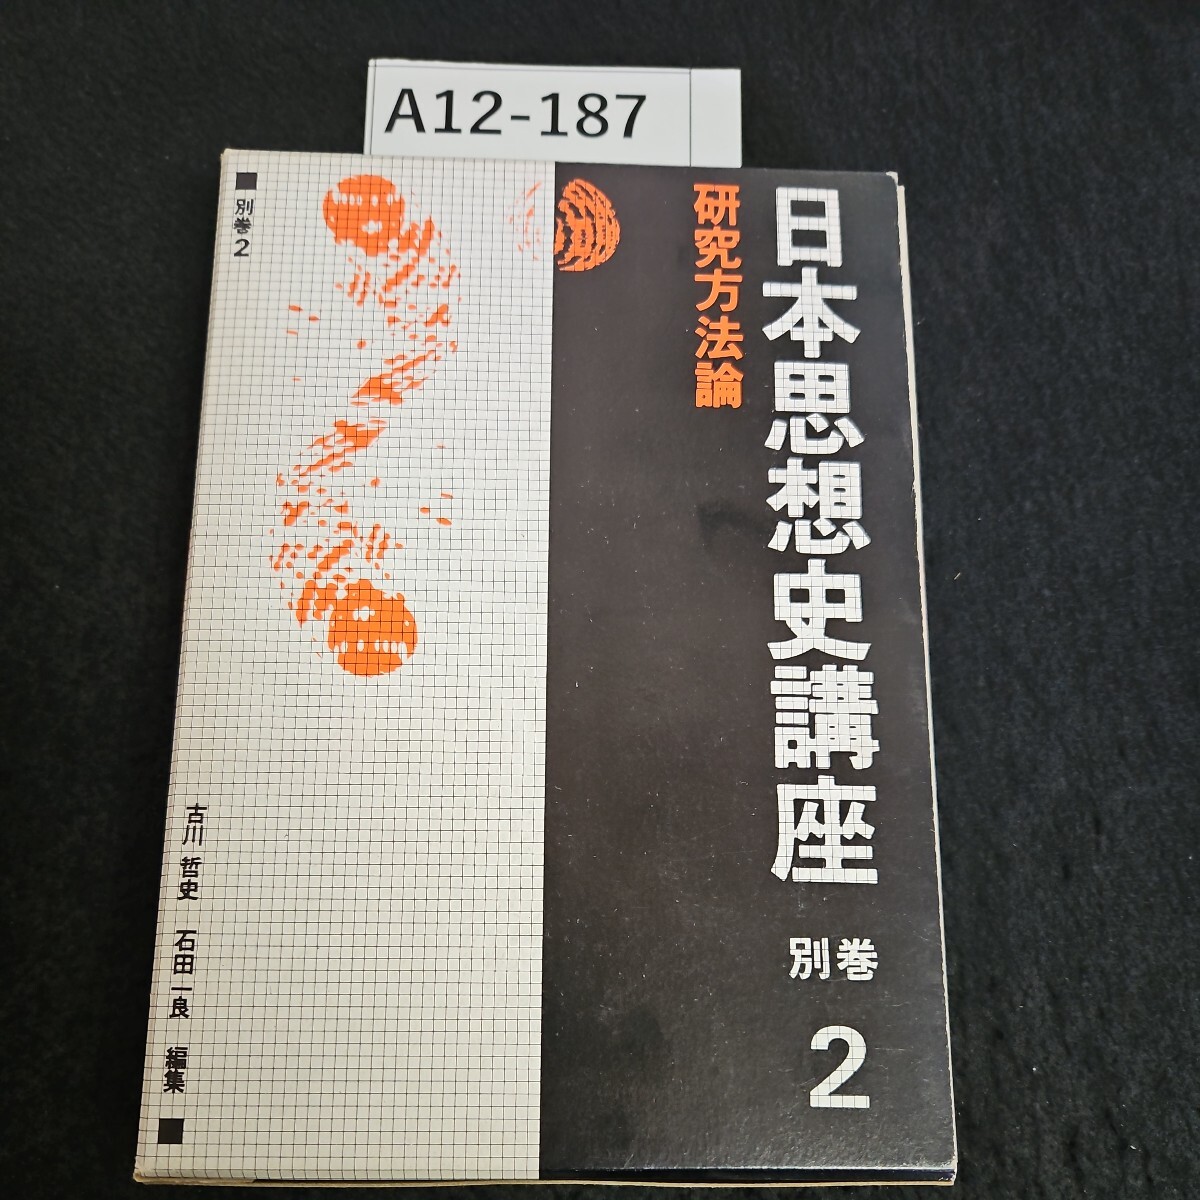 A12-187
日本思想史講座
別巻
2
研究方法論
■別巻2
古川哲史 石田一良 編集■